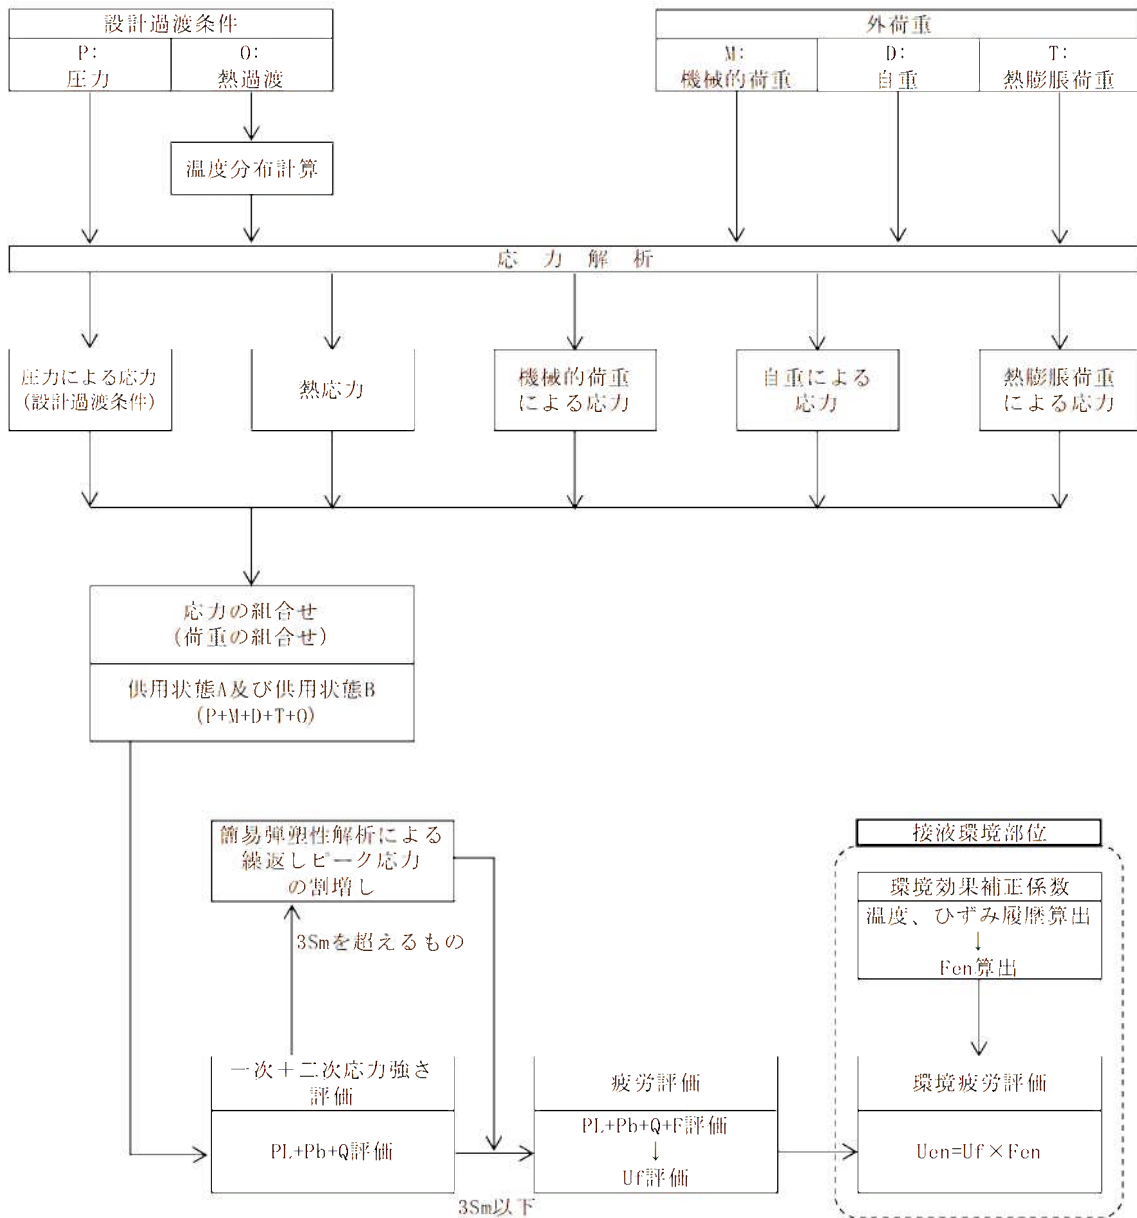 設計過渡条件
P:
圧力
O:
熱過渡
外荷重
M:
機械的荷重
D:
自重
T:
熱膨脹荷重
温度分布計算
応力解析
圧力による応力
(設計過渡条件)
熱応力
機械的荷重
による応力
自重による
応力
熱膨脹荷重
による応力
応力の組合せ
(荷重の組合せ)
供用状態A及び供用状態B
(P+M+D+T+O)
簡易弾塑性解析による
繰返しピーク応力
の割増し
3Smを超えるもの
接液環境部位
環境効果補正係数
温度、ひずみ履歴算出
↓
Fen算出
一次+二次応力強さ
評価
PL+Pb+Q評価
3Sm以下
疲労評価
PL+Pb+Q+F評価
↓
Uf評価
環境疲労評価
Uen=Uf×Fen